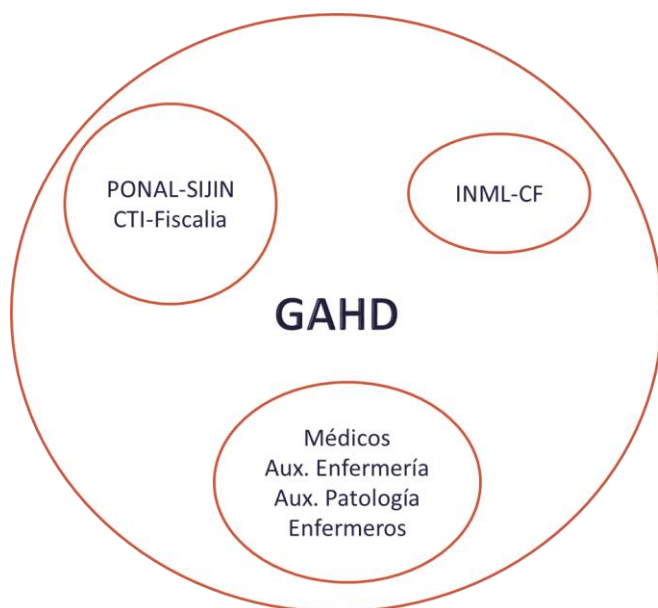 PONAL-SIJIN
CTI-Fiscalia
INML-CF
GAHD
Médicos
Aux. Enfermería
Aux. Patología
Enfermeros